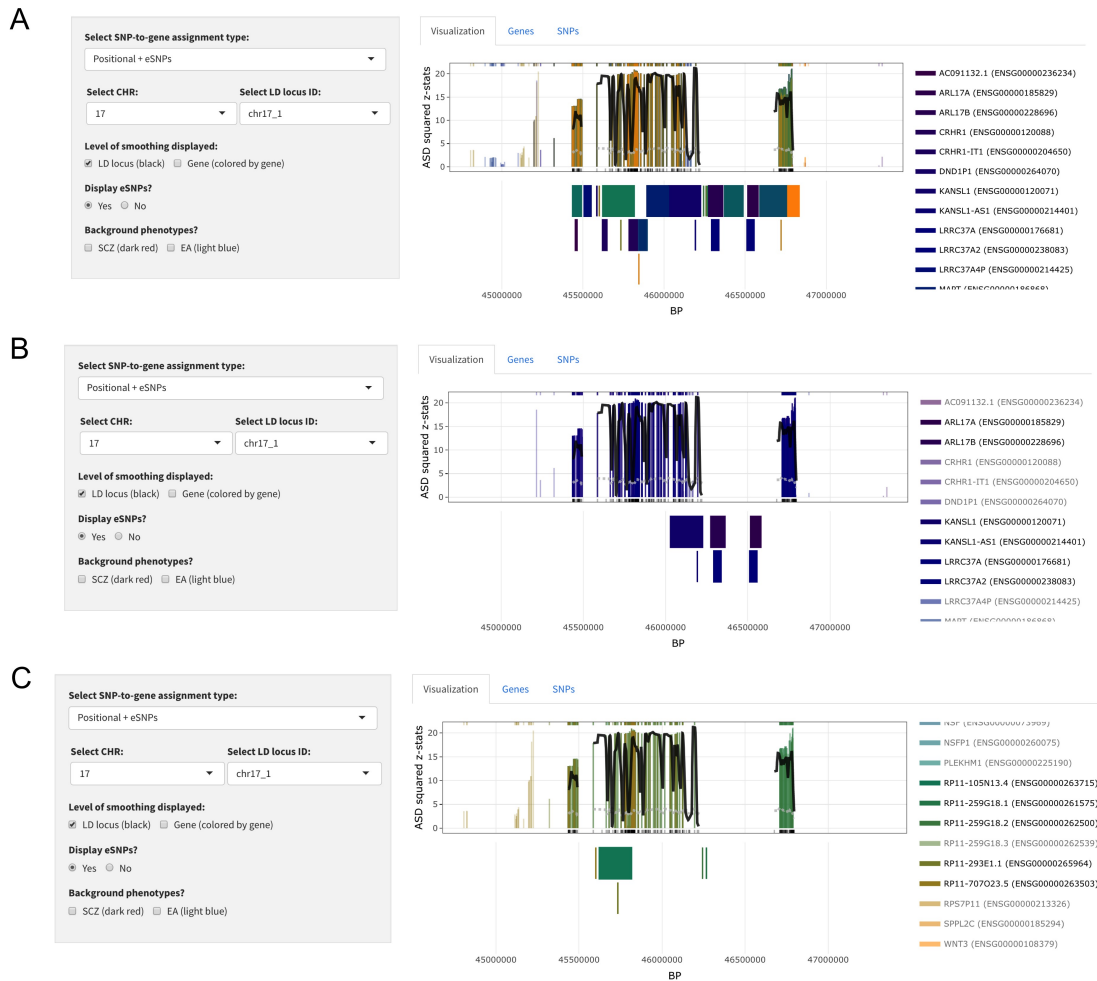 A
Select SNP-to-gene assignment type:
Positional + eSNPs
Select CHR:
Select LD locus ID:
17
chr17_1
Level of smoothing displayed:
LD locus (black)
Gene (colored by gene)
Display eSNPs?
Yes
No
Background phenotypes?
SCZ (dark red)
EA (light blue)
Visualization
Genes
SNPs
ASD squared z-stats
20
15
10
5
0
45000000
45500000
46000000
46500000
47000000
BP
AC091132.1 (ENSG00000236234)
ARL17A (ENSG00000185829)
ARL17B (ENSG00000228696)
CRHR1 (ENSG00000120088)
CRHR1-IT1 (ENSG00000204650)
DND1P1 (ENSG00000264070)
KANSL1 (ENSG00000120071)
KANSL1-AS1 (ENSG00000214401)
LRRC37A (ENSG00000176681)
LRRC37A2 (ENSG00000238083)
LRRC37A4P (ENSG00000214425)
MAPT (ENSG00000186868)
B
Select SNP-to-gene assignment type:
Positional + eSNPs
Select CHR:
Select LD locus ID:
17
chr17_1
Level of smoothing displayed:
LD locus (black)
Gene (colored by gene)
Display eSNPs?
Yes
No
Background phenotypes?
SCZ (dark red)
EA (light blue)
Visualization
Genes
SNPs
ASD squared z-stats
20
15
10
5
0
45000000
45500000
46000000
46500000
47000000
BP
AC091132.1 (ENSG00000236234)
ARL17A (ENSG00000185829)
ARL17B (ENSG00000228696)
CRHR1 (ENSG00000120088)
CRHR1-IT1 (ENSG00000204650)
DND1P1 (ENSG00000264070)
KANSL1 (ENSG00000120071)
KANSL1-AS1 (ENSG00000214401)
LRRC37A (ENSG00000176681)
LRRC37A2 (ENSG00000238083)
LRRC37A4P (ENSG00000214425)
MAPT (ENSG00000186868)
C
Select SNP-to-gene assignment type:
Positional + eSNPs
Select CHR:
Select LD locus ID:
17
chr17_1
Level of smoothing displayed:
LD locus (black)
Gene (colored by gene)
Display eSNPs?
Yes
No
Background phenotypes?
SCZ (dark red)
EA (light blue)
Visualization
Genes
SNPs
ASD squared z-stats
20
15
10
5
0
45000000
45500000
46000000
46500000
47000000
BP
NSF (ENSG00000073969)
NSFP1 (ENSG00000260075)
PLEKHM1 (ENSG00000225190)
RP11-105N13.4 (ENSG00000263715)
RP11-259G18.1 (ENSG00000261575)
RP11-259G18.2 (ENSG00000262500)
RP11-259G18.3 (ENSG00000262539)
RP11-293E1.1 (ENSG00000265964)
RP11-707O23.5 (ENSG00000263503)
RPS7P11 (ENSG00000213326)
SPPL2C (ENSG00000185294)
WNT3 (ENSG00000108379)